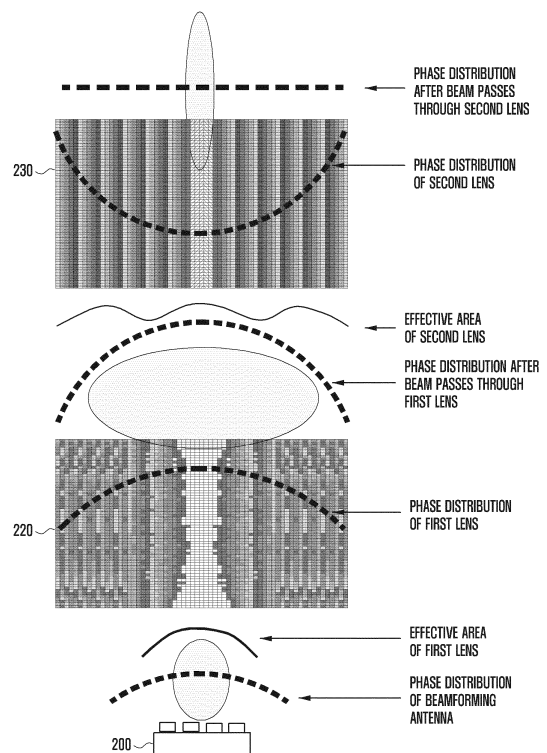 PHASE DISTRIBUTION
AFTER BEAM PASSES
THROUGH SECOND LENS
230
PHASE DISTRIBUTION
OF SECOND LENS
EFFECTIVE AREA
OF SECOND LENS
PHASE DISTRIBUTION AFTER
BEAM PASSES THROUGH
FIRST LENS
220
PHASE DISTRIBUTION
OF FIRST LENS
EFFECTIVE AREA
OF FIRST LENS
PHASE DISTRIBUTION
OF BEAMFORMING
ANTENNA
200